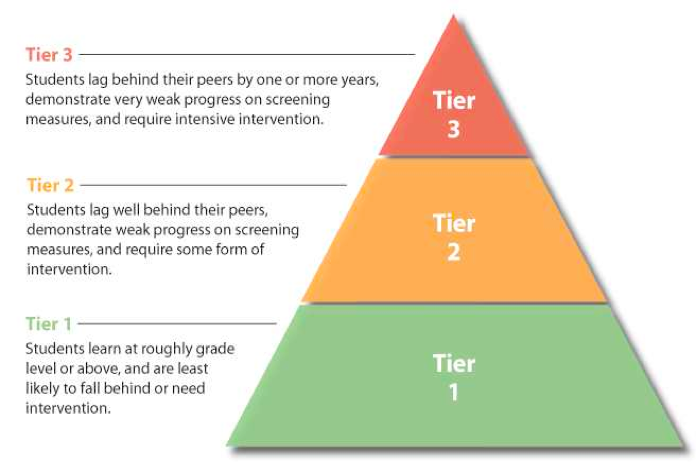 Tier 3
Students lag behind their peers by one or more years,
demonstrate very weak progress on screening
measures, and require intensive intervention.
Tier
3
Tier 2
Students lag well behind their peers,
demonstrate weak progress on screening
measures, and require some form of
intervention.
Tier
2
Tier 1
Students learn at roughly grade
level or above, and are least
likely to fall behind or need
intervention.
Tier
1